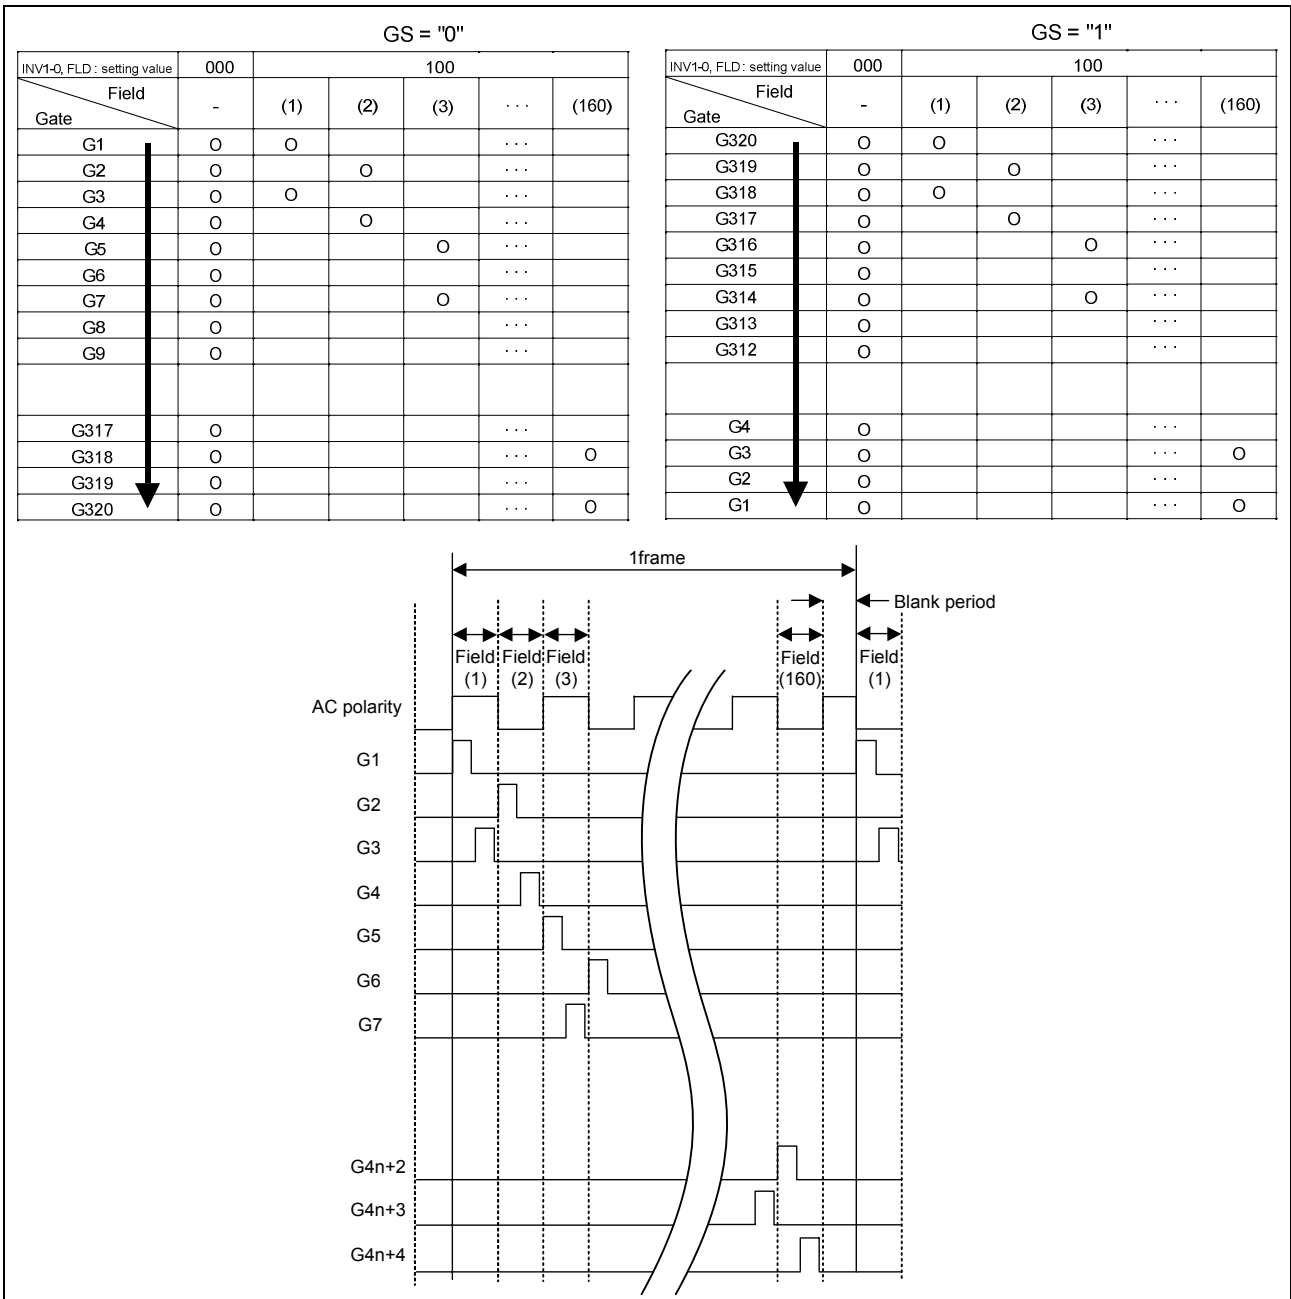 GS = "0"
INV1-0, FLD : setting value 000 100
Field
Gate - (1) (2) (3) · · · (160)
G1 O O · · ·
G2 O O · · ·
G3 O O · · ·
G4 O O · · ·
G5 O O · · ·
G6 O · · ·
G7 O O · · ·
G8 O · · ·
G9 O · · ·
G317 O · · ·
G318 O · · · O
G319 O · · ·
G320 O · · · O
GS = "1"
INV1-0, FLD : setting value 000 100
Field
Gate - (1) (2) (3) · · · (160)
G320 O O · · ·
G319 O O · · ·
G318 O O · · ·
G317 O O · · ·
G316 O O · · ·
G315 O · · ·
G314 O O · · ·
G313 O · · ·
G312 O · · ·
G4 O · · ·
G3 O · · · O
G2 O · · ·
G1 O · · · O
1frame
Blank period
Field Field Field Field Field
(1) (2) (3) (160) (1)
AC polarity
G1
G2
G3
G4
G5
G6
G7
G4n+2
G4n+3
G4n+4